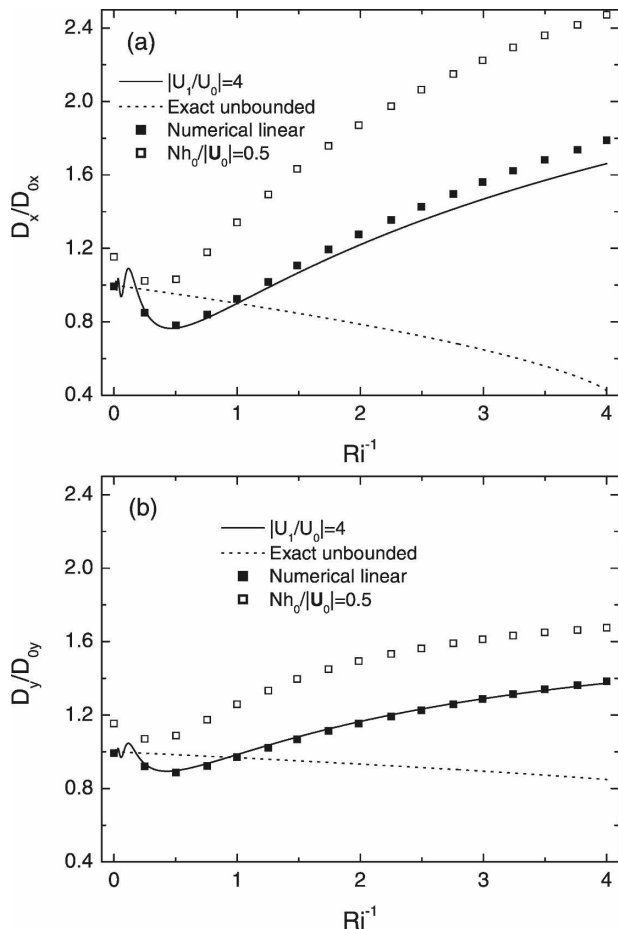 2.4
(a)
|U₁/U₀|=4
2.0
Exact unbounded
Numerical linear
Nh₀/|U₀|=0.5
1.6
Dₓ/D₀ₓ
1.2
0.8
0.4
0 1 2 3 4
Ri⁻¹
2.4
(b)
|U₁/U₀|=4
2.0
Exact unbounded
Numerical linear
Nh₀/|U₀|=0.5
1.6
D_y/D_0y
1.2
0.8
0.4
0 1 2 3 4
Ri⁻¹